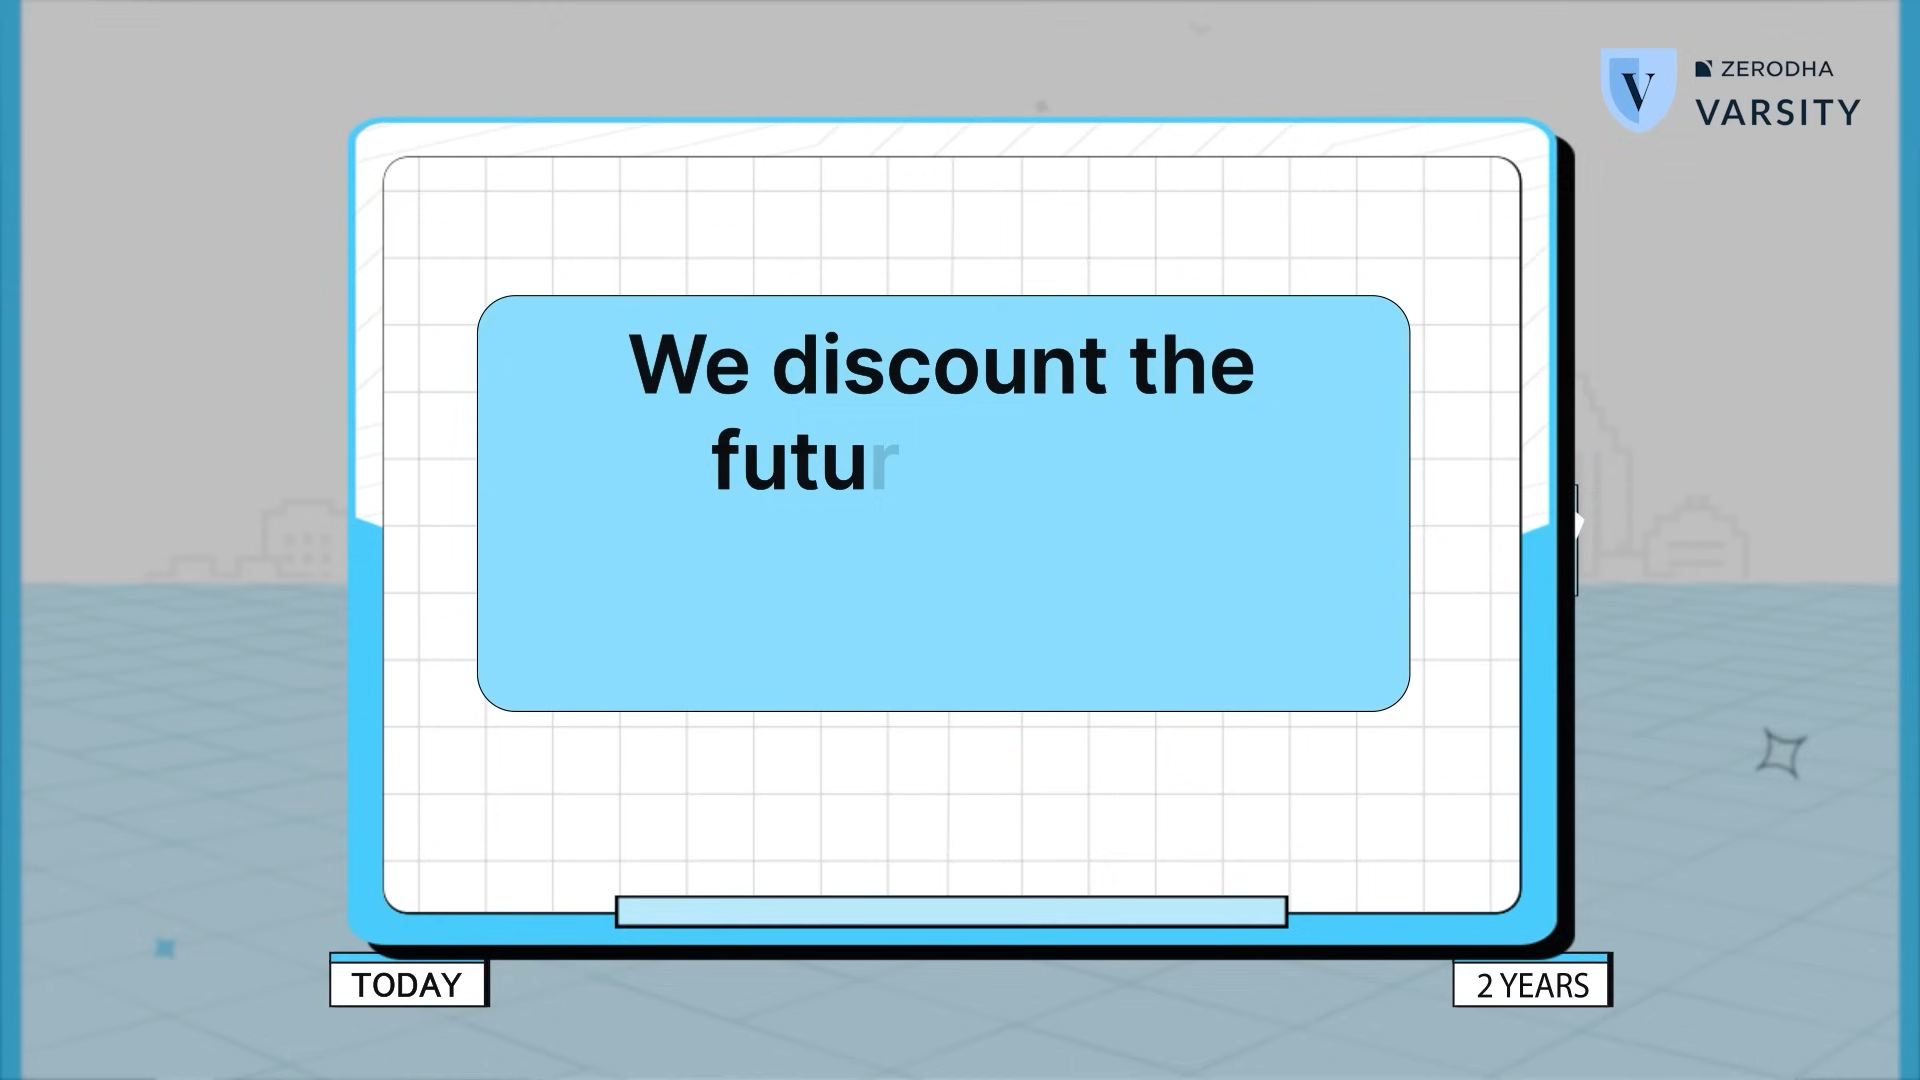 ZERODHA
VARSITY
We discount the
futur
TODAY
2 YEARS